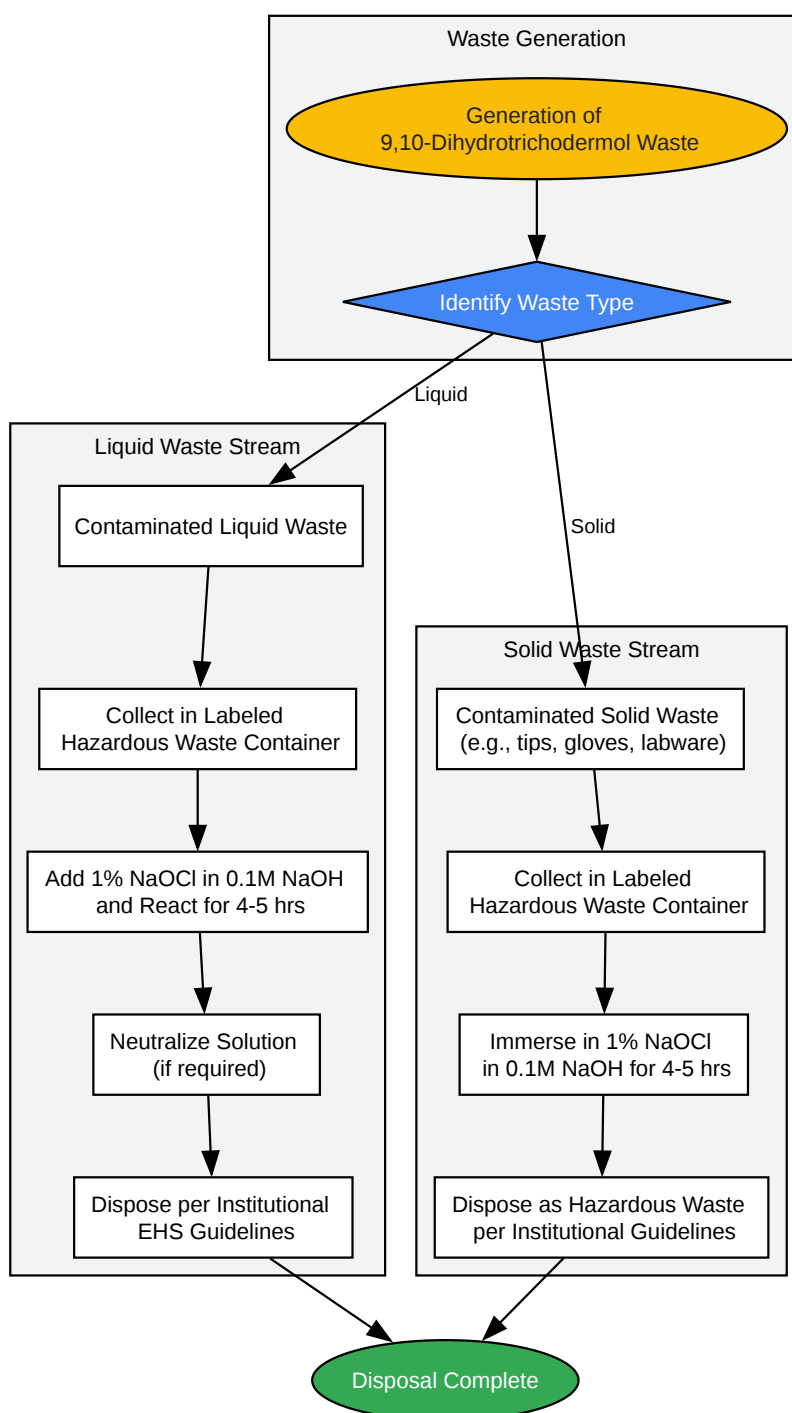 Waste Generation
Generation of
9,10-Dihydrotrichodermol Waste
Identify Waste Type
Liquid
Solid
Liquid Waste Stream
Contaminated Liquid Waste
Collect in Labeled
Hazardous Waste Container
Add 1% NaOCl in 0.1M NaOH
and React for 4-5 hrs
Neutralize Solution
(if required)
Dispose per Institutional
EHS Guidelines
Solid Waste Stream
Contaminated Solid Waste
(e.g., tips, gloves, labware)
Collect in Labeled
Hazardous Waste Container
Immerse in 1% NaOCl
in 0.1M NaOH for 4-5 hrs
Dispose as Hazardous Waste
per Institutional Guidelines
Disposal Complete